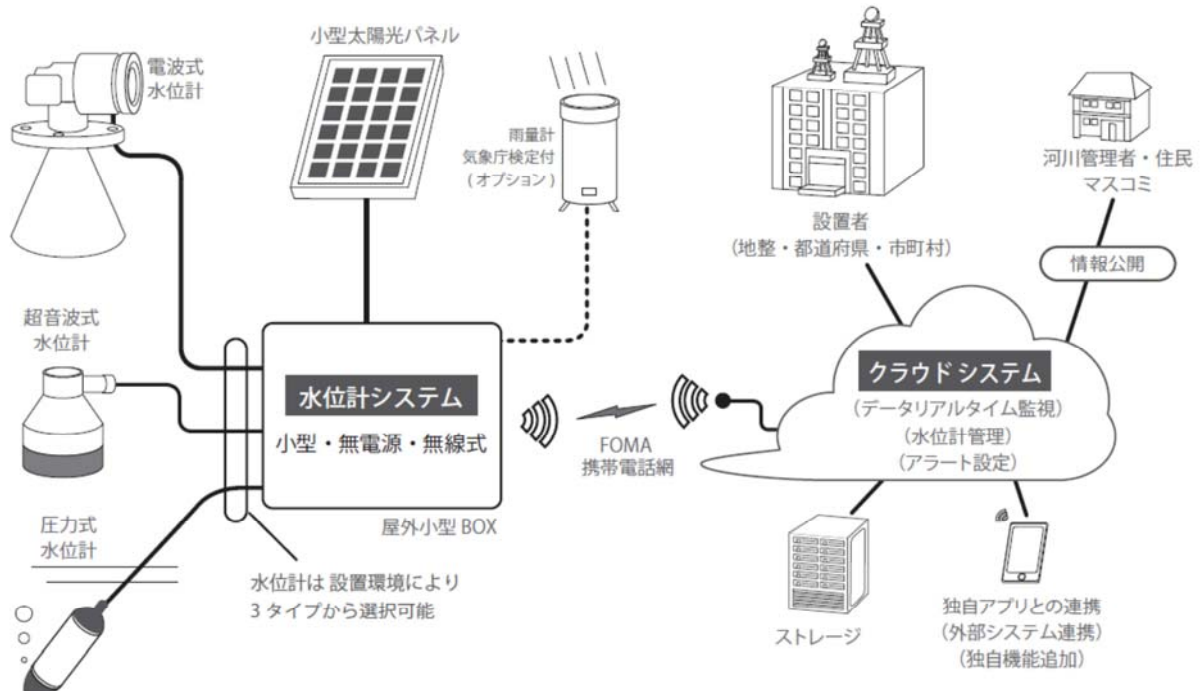 電波式
水位計
小型太陽光パネル
雨量計
気象庁検定付
(オプション)
設置者
(地整・都道府県・市町村)
河川管理者・住民
マスコミ
情報公開
超音波式
水位計
水位計システム
小型・無電源・無線式
屋外小型 BOX
FOMA
携帯電話網
クラウドシステム
(データリアルタイム監視)
(水位計管理)
(アラート設定)
圧力式
水位計
水位計は 設置環境により
3 タイプから選択可能
ストレージ
独自アプリとの連携
(外部システム連携)
(独自機能追加)